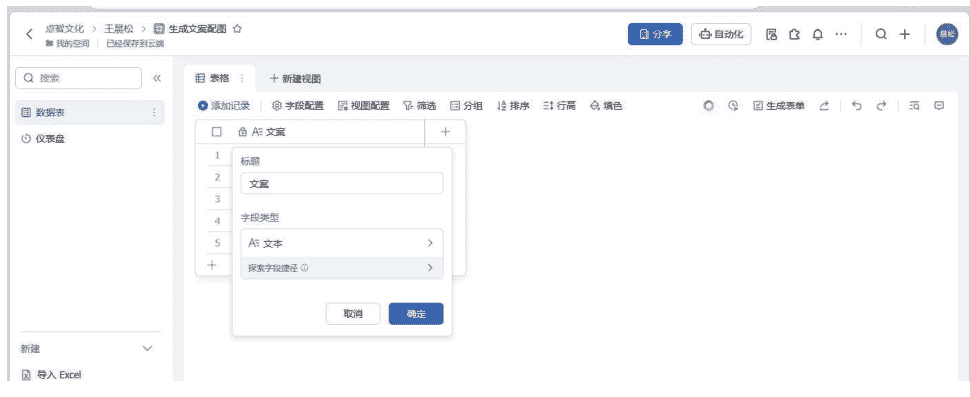 卓智文化 > 王晨松 > 生成文案配图
我的空间 | 已经保存到云端
分享
自动化
搜索
数据表
仪表盘
新建
导入 Excel
表格
新建视图
添加记录 字段配置 视图配置 筛选 分组 排序 行高 填色 生成表单
文案
1
2
3
4
5
标题
文案
字段类型
文本
探索字段捷径
取消
确定